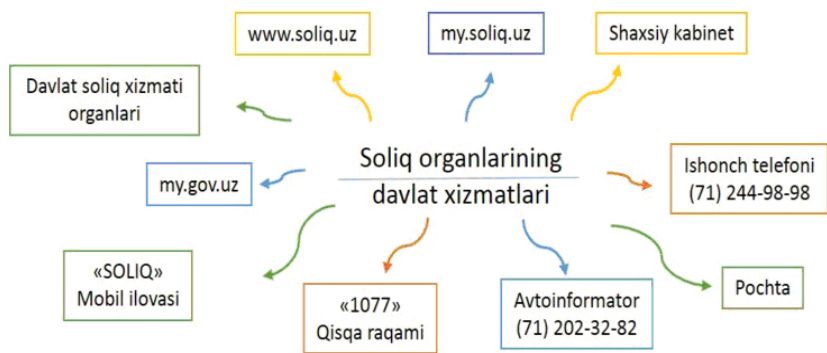 www.soliq.uz
my.soliq.uz
Shaxsiy kabinet
Davlat soliq xizmati
organlari
Soliq organlarining
davlat xizmatlari
my.gov.uz
Ishonch telefoni
(71) 244-98-98
«SOLIQ»
Mobil ilovasi
«1077»
Qisqa raqami
Avtoinformator
(71) 202-32-82
Pochta